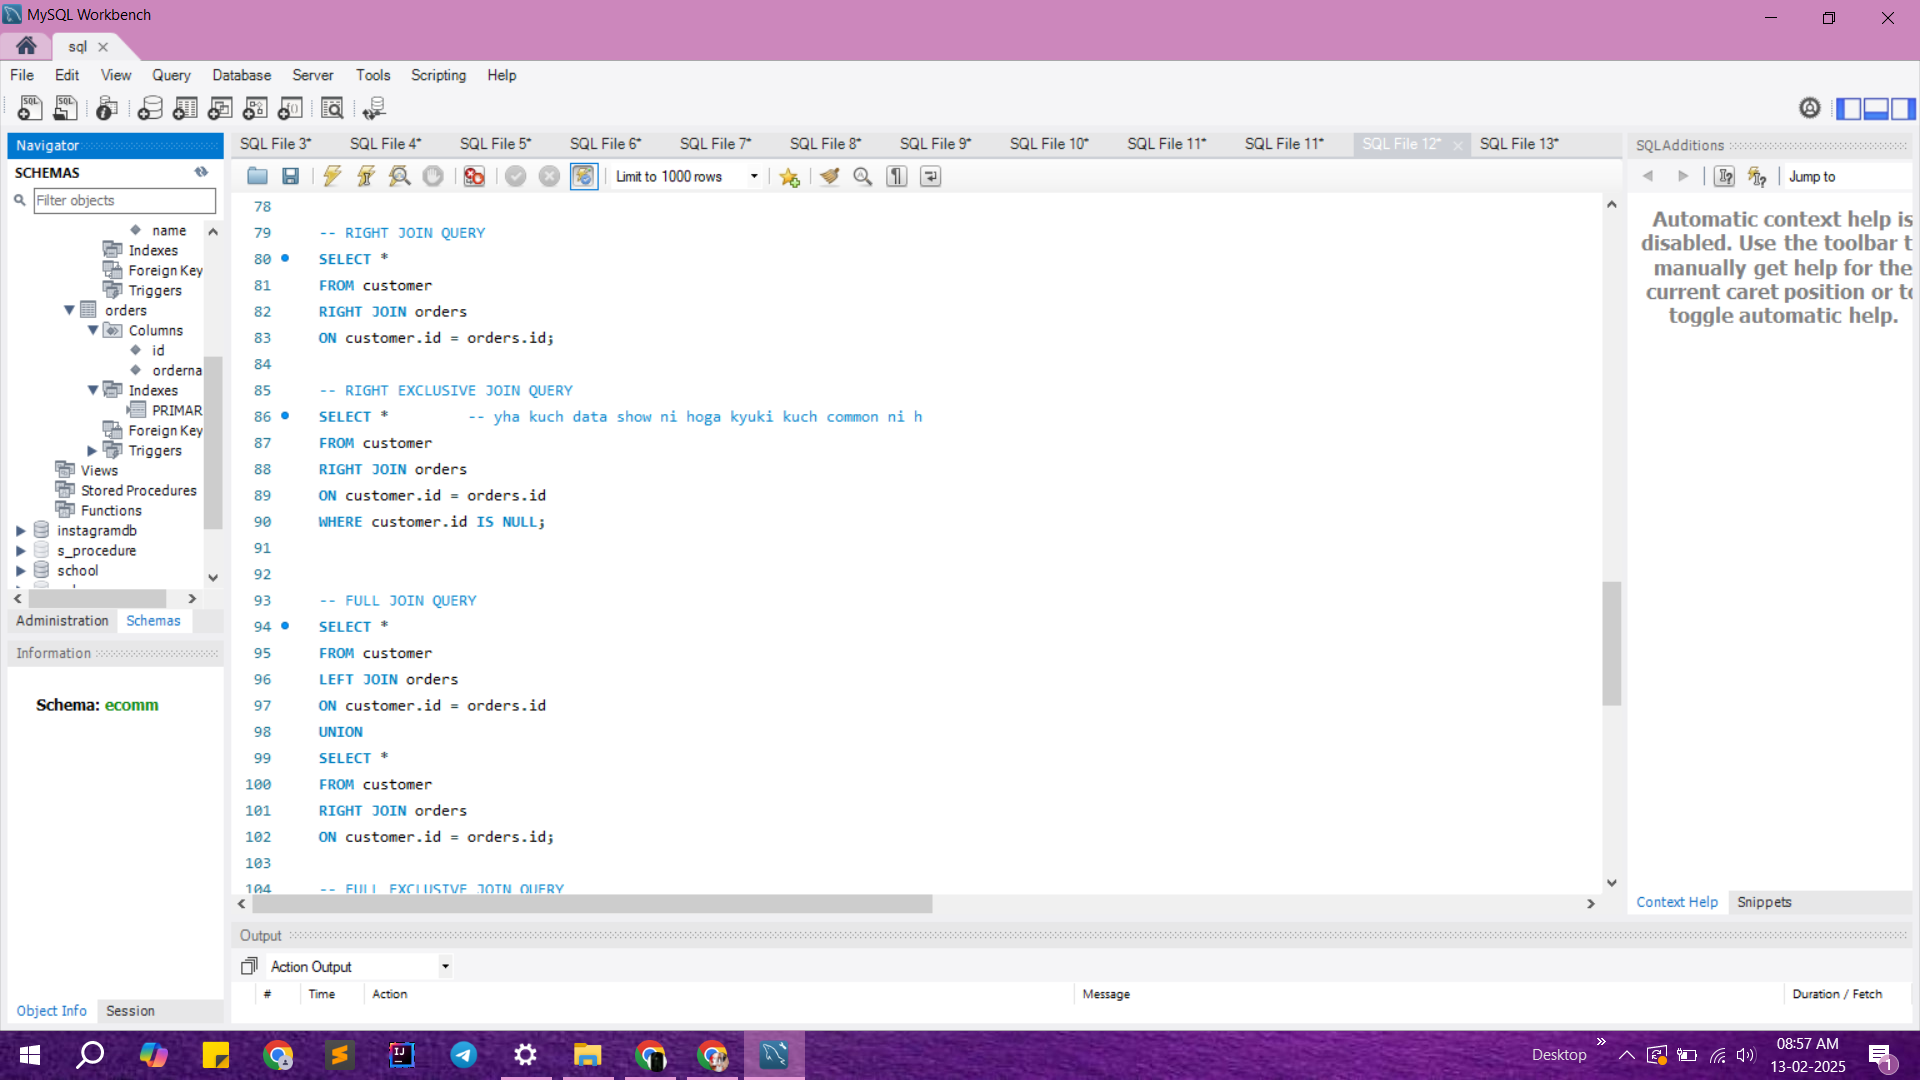 MySQL Workbench
sql
File Edit View Query Database Server Tools Scripting Help
Navigator
SCHEMAS
Filter objects
name
Indexes
Foreign Key
Triggers
orders
Columns
id
orderna
Indexes
PRIMAR
Foreign Key
Triggers
Views
Stored Procedures
Functions
instagramdb
s_procedure
school
Administration Schemas
Information
Schema: ecomm
Object Info Session
SQL File 3* SQL File 4* SQL File 5* SQL File 6* SQL File 7* SQL File 8* SQL File 9* SQL File 10* SQL File 11* SQL File 11* SQL File 12* SQL File 13*
Limit to 1000 rows
78
79 -- RIGHT JOIN QUERY
80 SELECT *
81 FROM customer
82 RIGHT JOIN orders
83 ON customer.id = orders.id;
84
85 -- RIGHT EXCLUSIVE JOIN QUERY
86 SELECT * -- yha kuch data show ni hoga kyuki kuch common ni h
87 FROM customer
88 RIGHT JOIN orders
89 ON customer.id = orders.id
90 WHERE customer.id IS NULL;
91
92
93 -- FULL JOIN QUERY
94 SELECT *
95 FROM customer
96 LEFT JOIN orders
97 ON customer.id = orders.id
98 UNION
99 SELECT *
100 FROM customer
101 RIGHT JOIN orders
102 ON customer.id = orders.id;
103
104 -- FULL EXCLUSIVE JOIN QUERY
SQLAdditions
Jump to
Automatic context help is
disabled. Use the toolbar t
manually get help for the
current caret position or to
toggle automatic help.
Context Help Snippets
Output
Action Output
# Time Action Message Duration / Fetch
Desktop
08:57 AM
13-02-2025
1